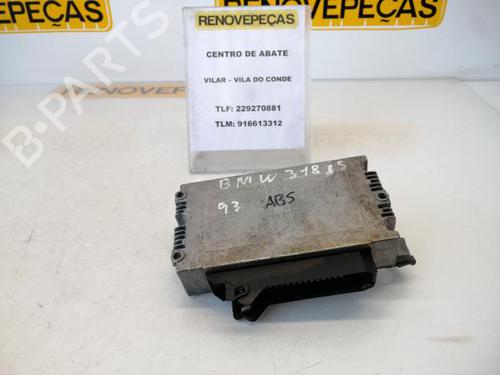 RENOVEPEÇAS
RENOVEPEÇAS
CENTRO DE ABATE
VILAR - VILA DO CONDE
TLF: 229270881
TLM: 916613312
RENOVEPEÇAS
B-PARTS
BMW 318 iS
93 ABS